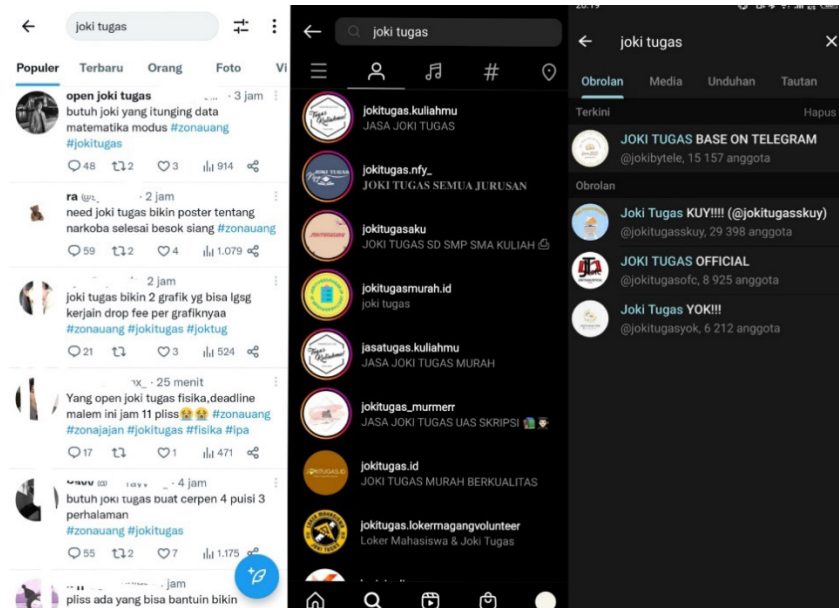 joki tugas
Populer Terbaru Orang Foto Vi
open joki tugas · 3 jam
butuh joki yang itunging data
matematika modus #zonauang
#jokitugas
48 2 3 914
ra · 2 jam
need joki tugas bikin poster tentang
narkoba selesai besok siang #zonauang
59 2 4 1.079
2 jam
joki tugas bikin 2 grafik yg bisa lgsg
kerjain drop fee per grafiknyaa
#zonauang #jokitugas #joktug
21 3 524
· 25 menit
Yang open joki tugas fisika,deadline
malem ini jam 11 pliss😭😭 #zonauang
#zonajajan #jokitugas #fisika #ipa
17 1 471
· 4 jam
butuh joki tugas buat cerpen 4 puisi 3
perhalaman
#zonauang #jokitugas
55 2 7 1.175
jam
pliss ada yang bisa bantuin bikin
joki tugas
#
jokitugas.kuliahmu
JASA JOKI TUGAS
jokitugas.nfy_
JOKI TUGAS SEMUA JURUSAN
jokitugasaku
JOKI TUGAS SD SMP SMA KULIAH
jokitugasmurah.id
joki tugas
jasatugas.kuliahmu
JASA JOKI TUGAS MURAH
jokitugas_murmerr
JASA JOKI TUGAS UAS SKRIPSI
jokitugas.id
JOKI TUGAS MURAH BERKUALITAS
jokitugas.lokermagangvolunteer
Loker Mahasiswa & Joki Tugas
20.19
joki tugas
Obrolan Media Unduhan Tautan
Terkini Hapus
JOKI TUGAS BASE ON TELEGRAM
@jokibytele, 15 157 anggota
Obrolan
Joki Tugas KUY!!!! (@jokitugasskuy)
@jokitugasskuy, 29 398 anggota
JOKI TUGAS OFFICIAL
@jokitugasofc, 8 925 anggota
Joki Tugas YOK!!!
@jokitugasyok, 6 212 anggota